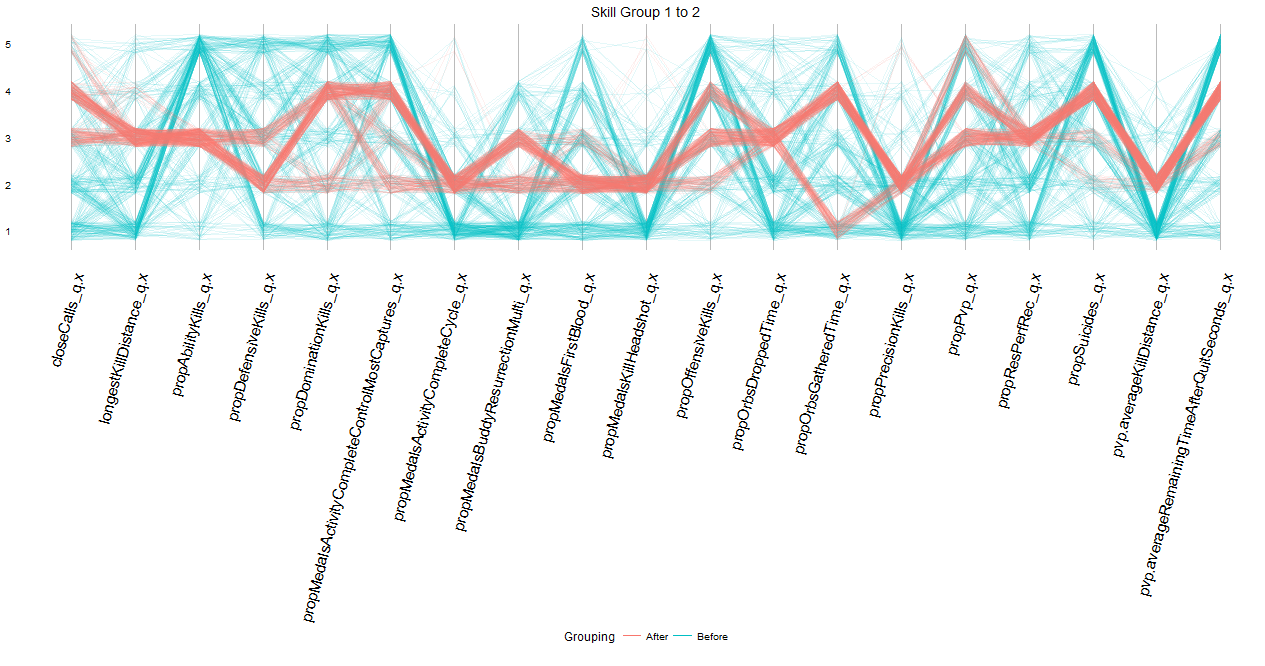 Skill Group 1 to 2
5
4
3
2
1
closeCalls_q.x
longestKillDistance_q.x
propAbilityKills_q.x
propDefensiveKills_q.x
propDominationKills_q.x
propMedalsActivityCompleteControlMostCaptures_q.x
propMedalsActivityCompleteCycle_q.x
propMedalsBuddyResurrectionMulti_q.x
propMedalsFirstBlood_q.x
propMedalsKillHeadshot_q.x
propOffensiveKills_q.x
propOrbsDroppedTime_q.x
propOrbsGatheredTime_q.x
propPrecisionKills_q.x
propPvp_q.x
propResPerfRec_q.x
propSuicides_q.x
pvp.averageKillDistance_q.x
pvp.averageRemainingTimeAfterQuitSeconds_q.x
Grouping After Before